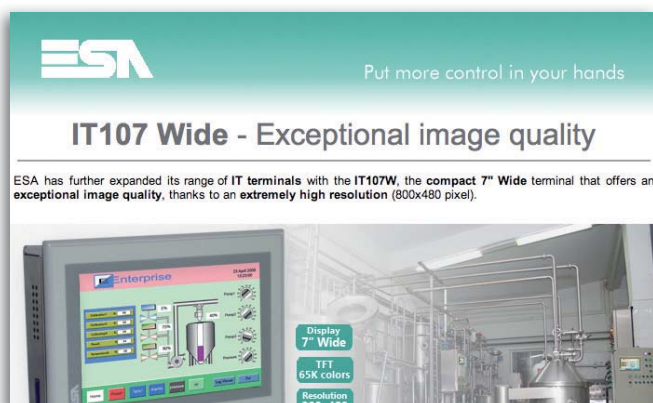 ESA
Put more control in your hands
IT107 Wide - Exceptional image quality
ESA has further expanded its range of IT terminals with the IT107W, the compact 7" Wide terminal that offers an
exceptional image quality, thanks to an extremely high resolution (800x480 pixel).
Enterprise
Display
7" Wide
TFT
65K colors
Resolution